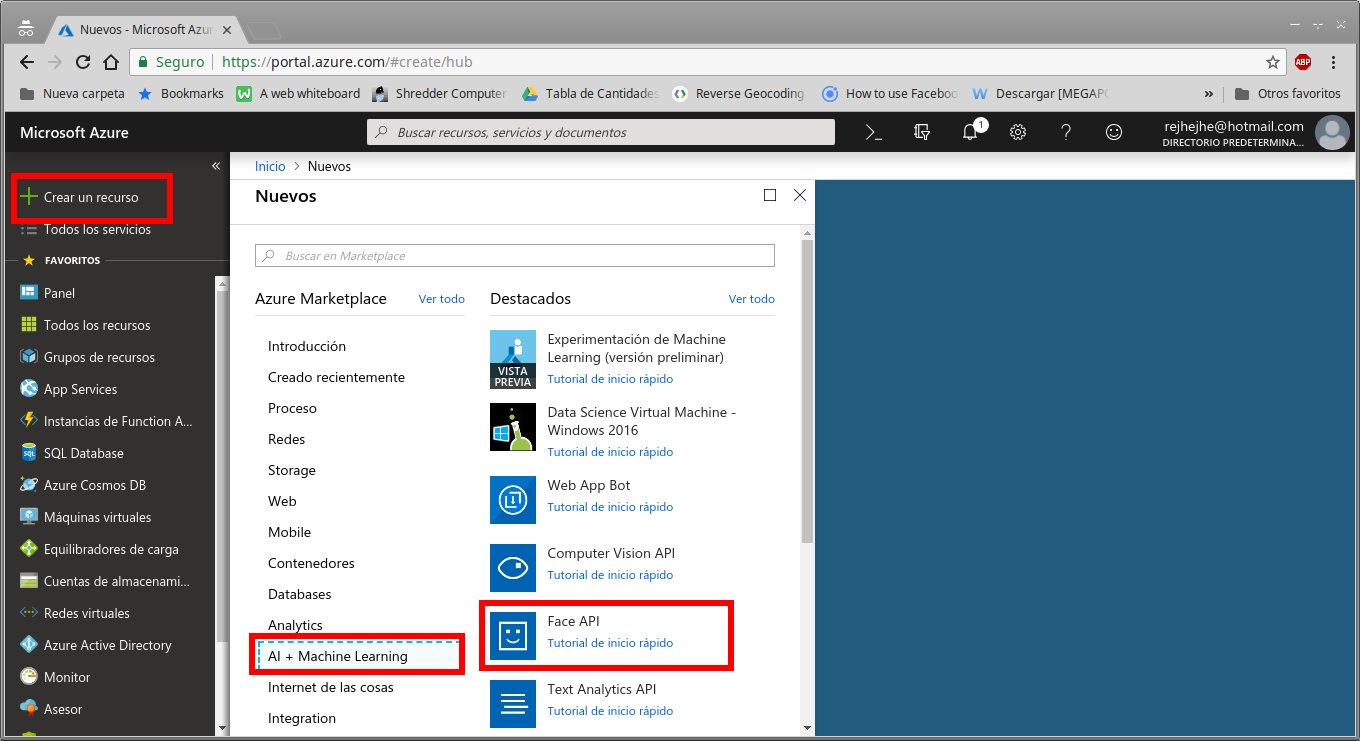 Nuevos - Microsoft Azur
Seguro
https://portal.azure.com/#create/hub
ABP
Nueva carpeta
Bookmarks
A web whiteboard
Shredder Computer
Tabla de Cantidades
Reverse Geocoding
How to use Faceboo
Descargar [MEGAPO
»
Otros favoritos
Microsoft Azure
Buscar recursos, servicios y documentos
1
rejhejhe@hotmail.com
DIRECTORIO PREDETERMINA...
Crear un recurso
Todos los servicios
FAVORITOS
Panel
Todos los recursos
Grupos de recursos
App Services
Instancias de Function A...
SQL Database
Azure Cosmos DB
Máquinas virtuales
Equilibradores de carga
Cuentas de almacenami...
Redes virtuales
Azure Active Directory
Monitor
Asesor
Inicio > Nuevos
Nuevos
Buscar en Marketplace
Azure Marketplace
Ver todo
Introducción
Creado recientemente
Proceso
Redes
Storage
Web
Mobile
Contenedores
Databases
Analytics
AI + Machine Learning
Internet de las cosas
Integration
Destacados
Ver todo
VISTA
PREVIA
Experimentación de Machine
Learning (versión preliminar)
Tutorial de inicio rápido
Data Science Virtual Machine -
Windows 2016
Tutorial de inicio rápido
Web App Bot
Tutorial de inicio rápido
Computer Vision API
Tutorial de inicio rápido
Face API
Tutorial de inicio rápido
Text Analytics API
Tutorial de inicio rápido